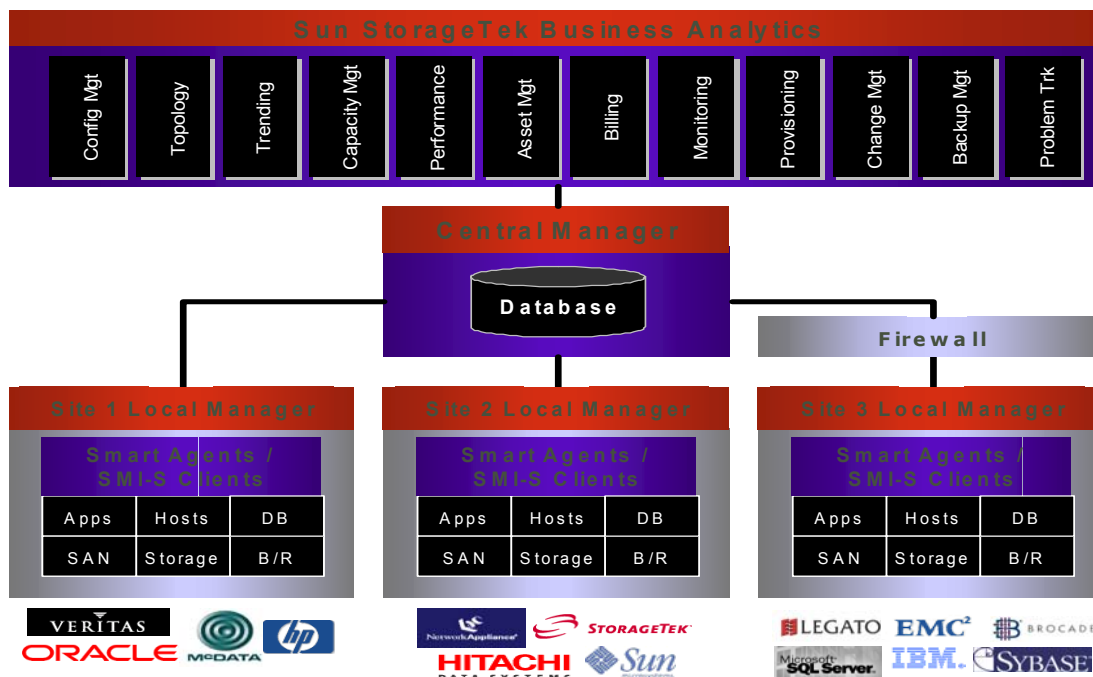 Sun StorageTek Business Analytics
Config Mgt
Topology
Trending
Capacity Mgt
Performance
Asset Mgt
Billing
Monitoring
Provisioning
Change Mgt
Backup Mgt
Problem Trk
Central Manager
Database
Firewall
Site 1 Local Manager
Smart Agents /
SMI-S Clients
Apps Hosts DB
SAN Storage B/R
Site 2 Local Manager
Smart Agents /
SMI-S Clients
Apps Hosts DB
SAN Storage B/R
Site 3 Local Manager
Smart Agents /
SMI-S Clients
Apps Hosts DB
SAN Storage B/R
VERITAS
ORACLE
McDATA
hp
NetworkAppliance
STORAGETEK
HITACHI
DATA SYSTEMS
Sun
microsystems
LEGATO
EMC²
BROCADE
Microsoft
SQL Server
IBM
SYBASE